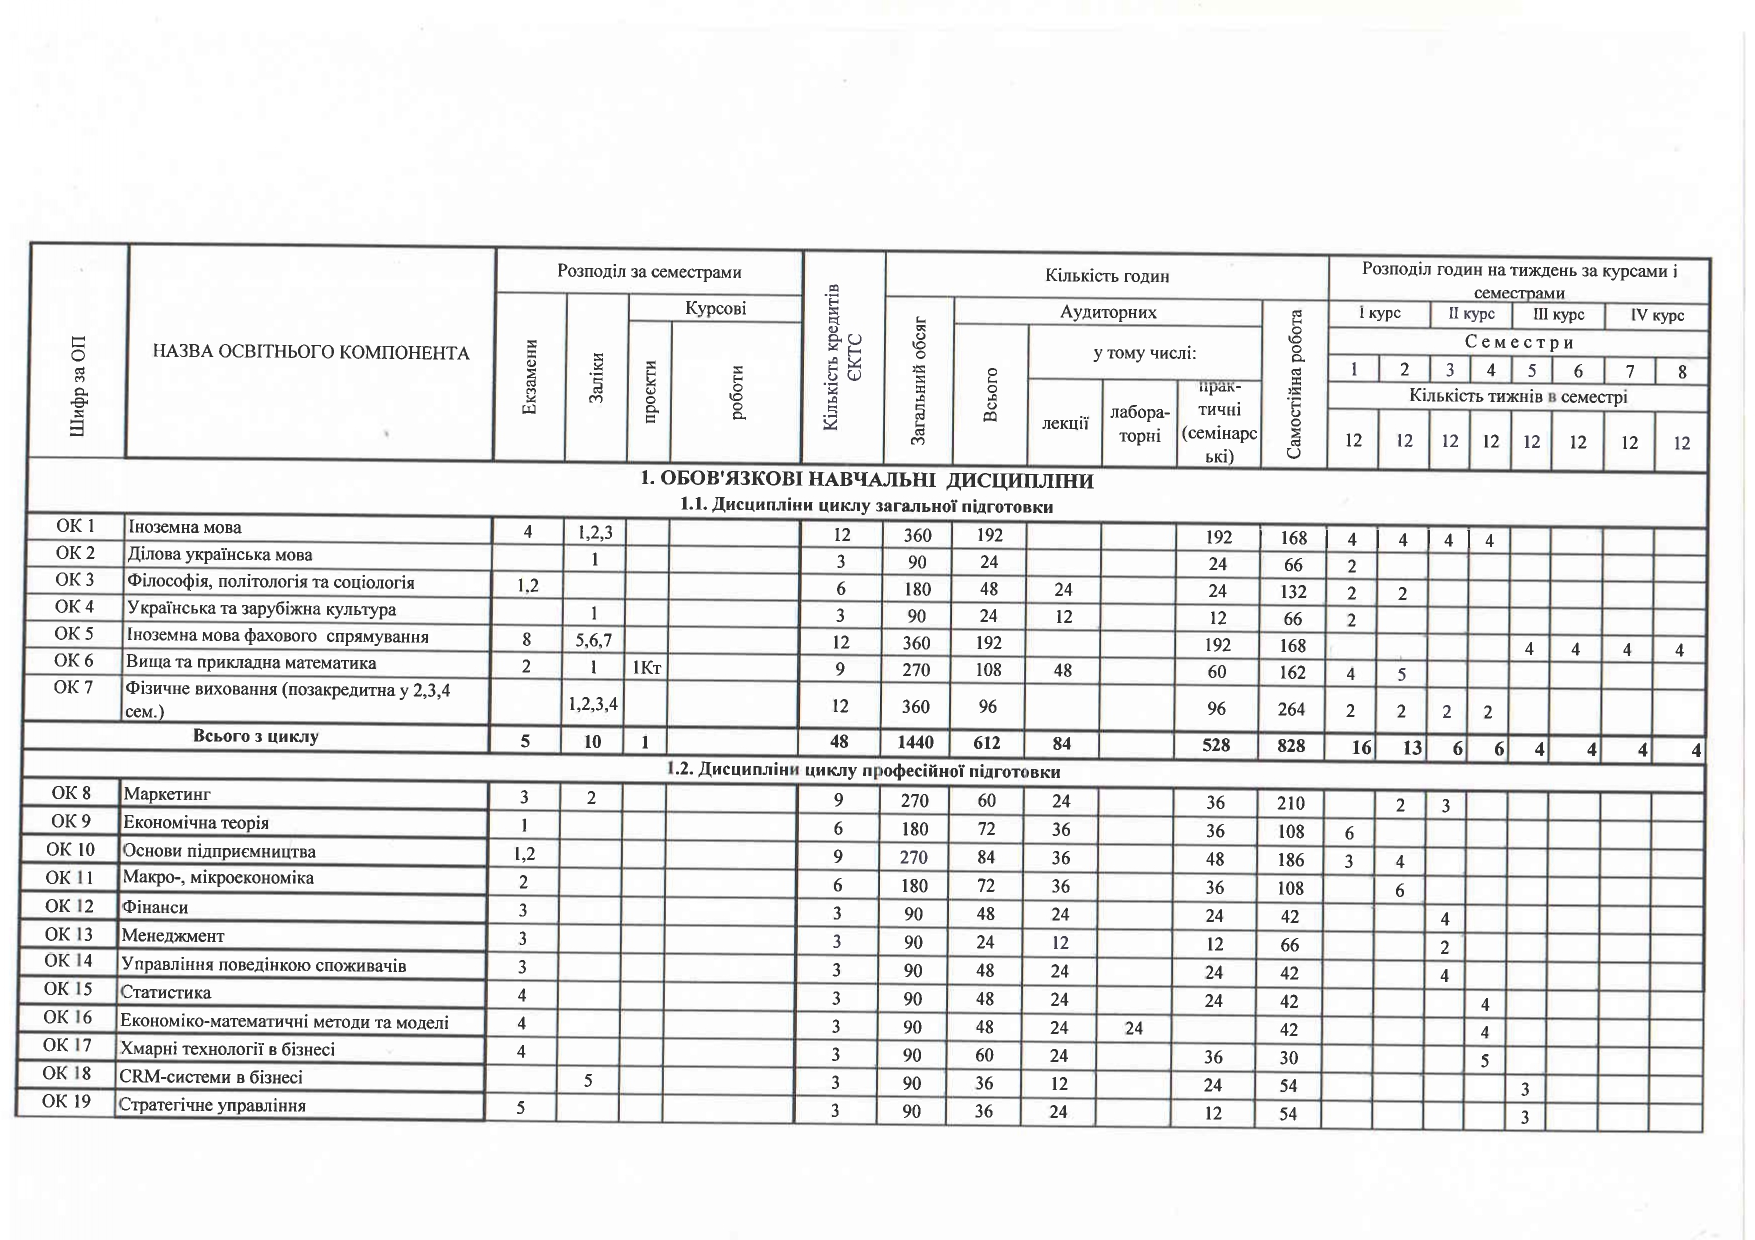 Шифр за ОП
НАЗВА ОСВІТНЬОГО КОМПОНЕНТА
Розподіл за семестрами
Екзамени
Заліки
Курсові
проєкти
роботи
Кількість кредитів
ЄКТС
Кількість годин
Загальний обсяг
Аудиторних
Всього
у тому числі:
лекції
лабора-
торні
прак-
тичні
(семінарс
ькі)
Самостійна робота
Розподіл годин на тиждень за курсами і
семестрами
І курс ІІ курс ІІІ курс IV курс
С е м е с т р и
1 2 3 4 5 6 7 8
Кількість тижнів в семестрі
12 12 12 12 12 12 12 12
1. ОБОВ'ЯЗКОВІ НАВЧАЛЬНІ ДИСЦИПЛІНИ
1.1. Дисципліни циклу загальної підготовки
ОК 1 Іноземна мова 4 1,2,3 12 360 192 192 168 4 4 4 4
ОК 2 Ділова українська мова 1 3 90 24 24 66 2
ОК 3 Філософія, політологія та соціологія 1,2 6 180 48 24 24 132 2 2
ОК 4 Українська та зарубіжна культура 1 3 90 24 12 12 66 2
ОК 5 Іноземна мова фахового спрямування 8 5,6,7 12 360 192 192 168 4 4 4 4
ОК 6 Вища та прикладна математика 2 1 1Кт 9 270 108 48 60 162 4 5
ОК 7 Фізичне виховання (позакредитна у 2,3,4
сем.) 1,2,3,4 12 360 96 96 264 2 2 2 2
Всього з циклу 5 10 1 48 1440 612 84 528 828 16 13 6 6 4 4 4 4
1.2. Дисципліни циклу професійної підготовки
ОК 8 Маркетинг 3 2 9 270 60 24 36 210 2 3
ОК 9 Економічна теорія 1 6 180 72 36 36 108 6
ОК 10 Основи підприємництва 1,2 9 270 84 36 48 186 3 4
ОК 11 Макро-, мікроекономіка 2 6 180 72 36 36 108 6
ОК 12 Фінанси 3 3 90 48 24 24 42 4
ОК 13 Менеджмент 3 3 90 24 12 12 66 2
ОК 14 Управління поведінкою споживачів 3 3 90 48 24 24 42 4
ОК 15 Статистика 4 3 90 48 24 24 42 4
ОК 16 Економіко-математичні методи та моделі 4 3 90 48 24 24 42 4
ОК 17 Хмарні технології в бізнесі 4 3 90 60 24 36 30 5
ОК 18 CRM-системи в бізнесі 5 3 90 36 12 24 54 3
ОК 19 Стратегічне управління 5 3 90 36 24 12 54 3